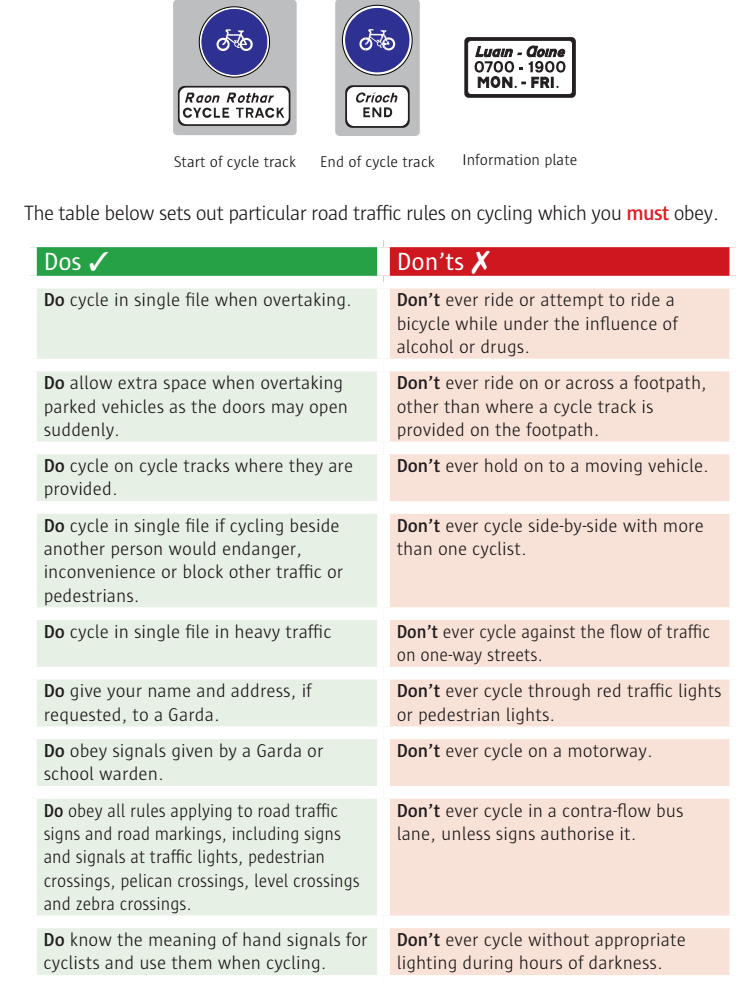 Raon Rothar
CYCLE TRACK
Críoch
END
Luain - Aoine
0700 - 1900
MON. - FRI.
Start of cycle track
End of cycle track
Information plate
The table below sets out particular road traffic rules on cycling which you must obey.
Dos ✓
Don'ts ✗
Do cycle in single file when overtaking.
Don't ever ride or attempt to ride a
bicycle while under the influence of
alcohol or drugs.
Do allow extra space when overtaking
parked vehicles as the doors may open
suddenly.
Don't ever ride on or across a footpath,
other than where a cycle track is
provided on the footpath.
Do cycle on cycle tracks where they are
provided.
Don't ever hold on to a moving vehicle.
Do cycle in single file if cycling beside
another person would endanger,
inconvenience or block other traffic or
pedestrians.
Don't ever cycle side-by-side with more
than one cyclist.
Do cycle in single file in heavy traffic
Don't ever cycle against the flow of traffic
on one-way streets.
Do give your name and address, if
requested, to a Garda.
Don't ever cycle through red traffic lights
or pedestrian lights.
Do obey signals given by a Garda or
school warden.
Don't ever cycle on a motorway.
Do obey all rules applying to road traffic
signs and road markings, including signs
and signals at traffic lights, pedestrian
crossings, pelican crossings, level crossings
and zebra crossings.
Don't ever cycle in a contra-flow bus
lane, unless signs authorise it.
Do know the meaning of hand signals for
cyclists and use them when cycling.
Don't ever cycle without appropriate
lighting during hours of darkness.